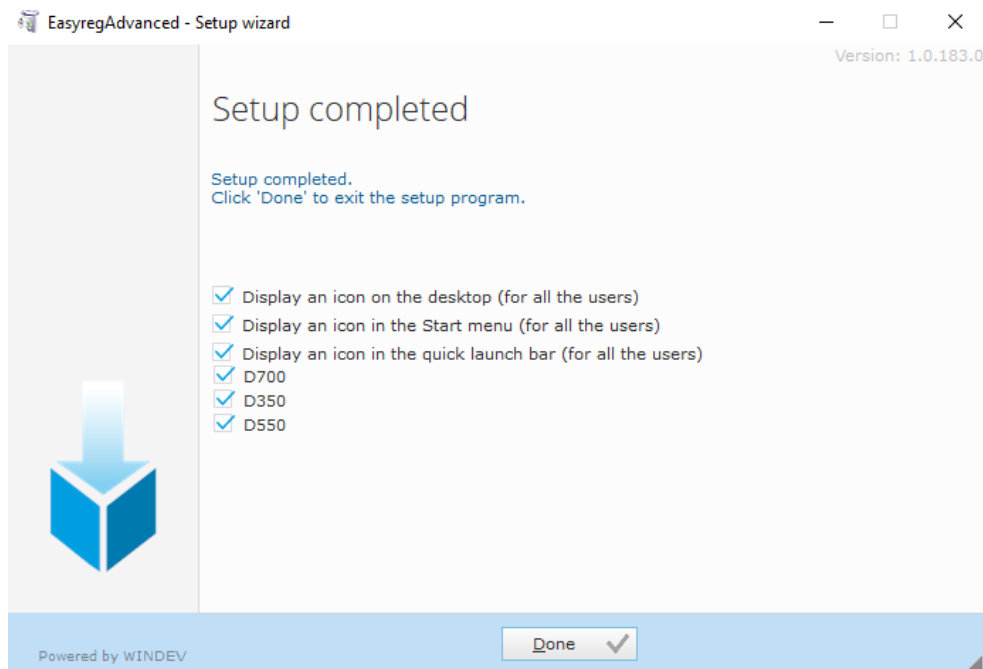 EasyregAdvanced - Setup wizard
Version: 1.0.183.0
Setup completed
Setup completed.
Click 'Done' to exit the setup program.
Display an icon on the desktop (for all the users)
Display an icon in the Start menu (for all the users)
Display an icon in the quick launch bar (for all the users)
D700
D350
D550
Done
Powered by WINDEV